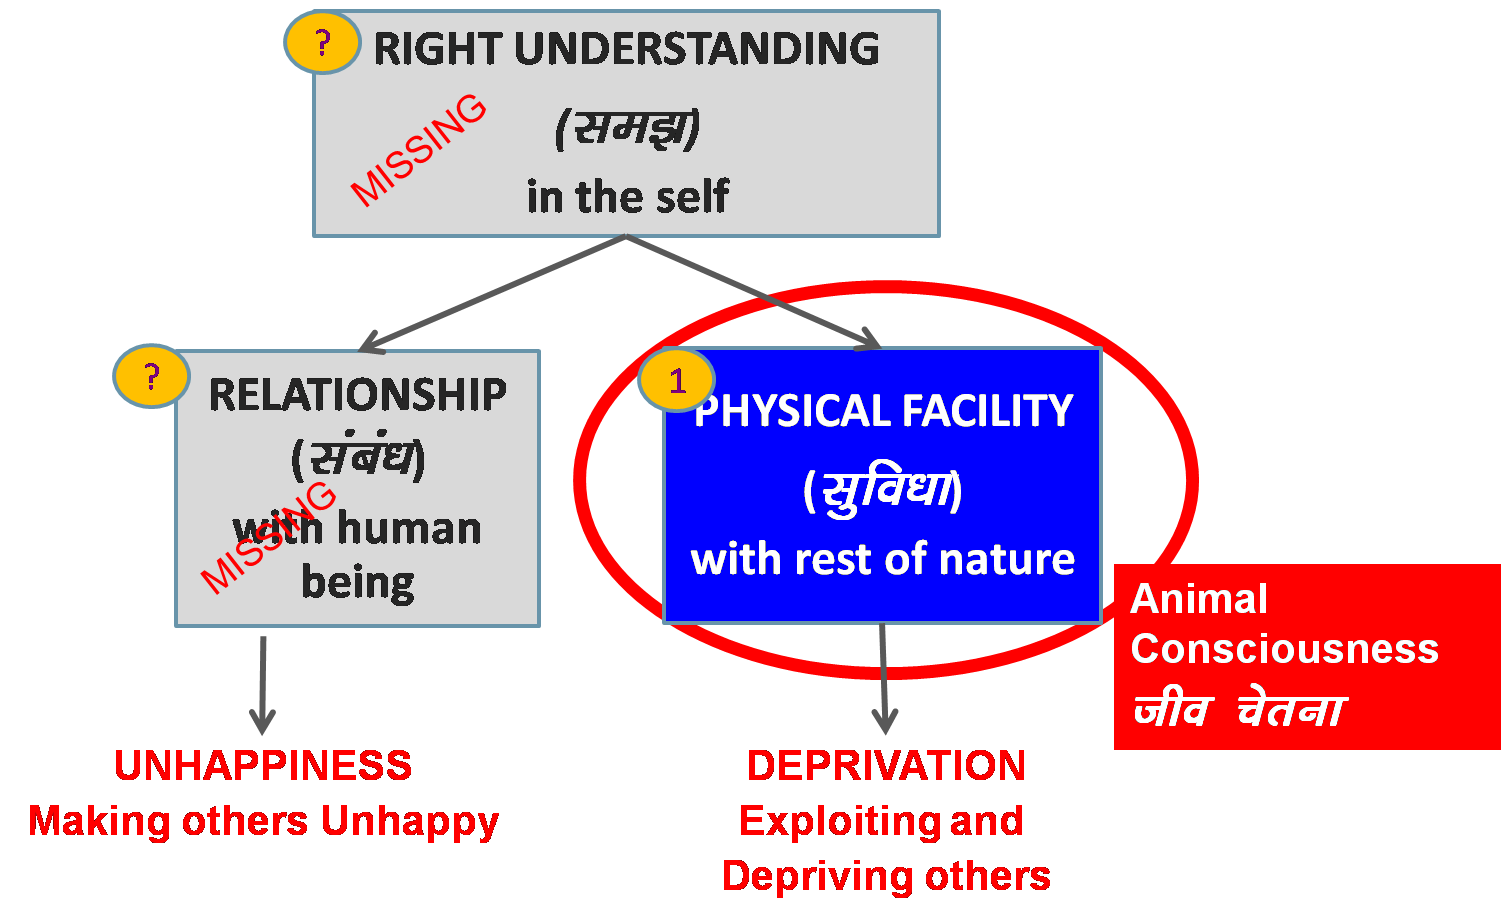 ?
RIGHT UNDERSTANDING
MISSING
(समझ)
in the self
?
RELATIONSHIP
(संबंध)
MISSING
with human
being
1
PHYSICAL FACILITY
(सुविधा)
with rest of nature
Animal
Consciousness
जीव चेतना
UNHAPPINESS
Making others Unhappy
DEPRIVATION
Exploiting and
Depriving others